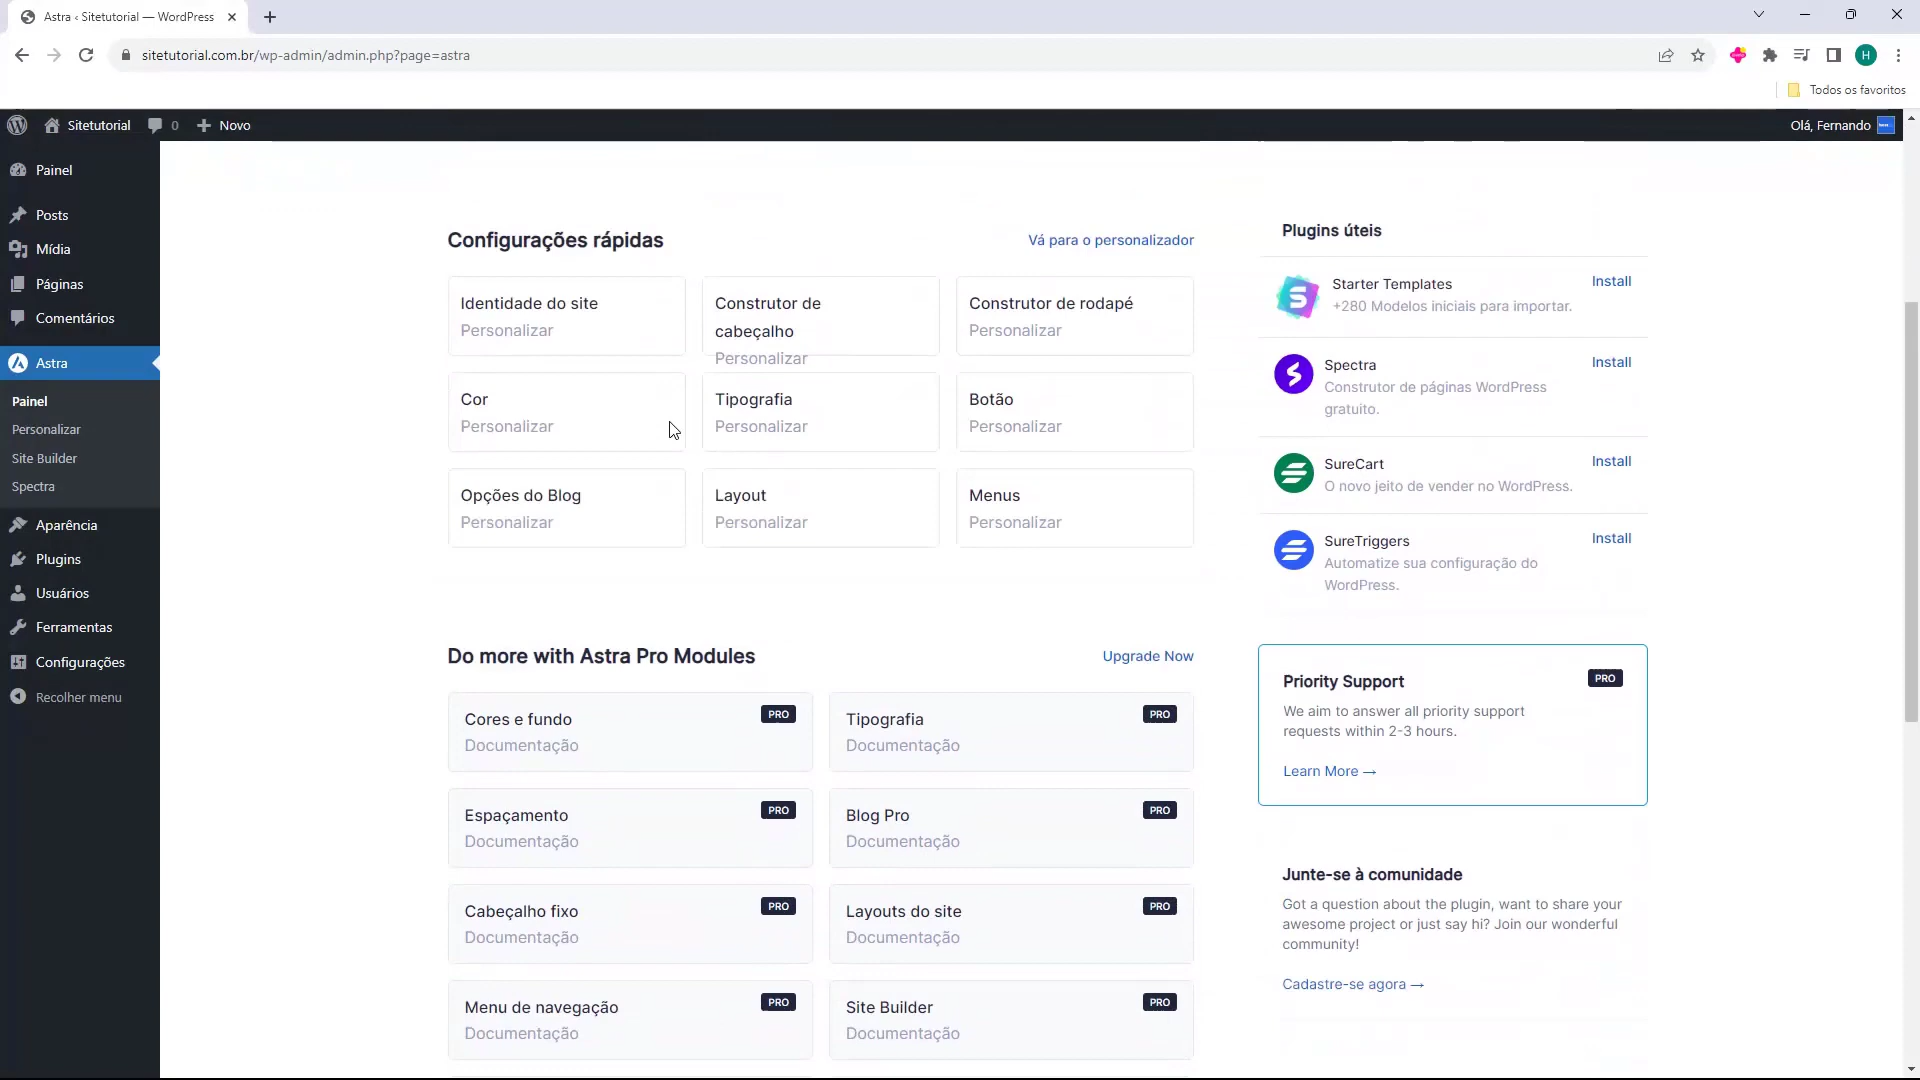 Astra ‹ Sitetutorial — WordPress
sitetutorial.com.br/wp-admin/admin.php?page=astra
H
Todos os favoritos
Sitetutorial
0
Novo
Olá, Fernando
Painel
Posts
Mídia
Páginas
Comentários
Astra
Painel
Personalizar
Site Builder
Spectra
Aparência
Plugins
Usuários
Ferramentas
Configurações
Recolher menu
Configurações rápidas
Vá para o personalizador
Identidade do site
Personalizar
Construtor de
cabeçalho
Personalizar
Construtor de rodapé
Personalizar
Cor
Personalizar
Tipografia
Personalizar
Botão
Personalizar
Opções do Blog
Personalizar
Layout
Personalizar
Menus
Personalizar
Do more with Astra Pro Modules
Upgrade Now
Cores e fundo
PRO
Documentação
Tipografia
PRO
Documentação
Espaçamento
PRO
Documentação
Blog Pro
PRO
Documentação
Cabeçalho fixo
PRO
Documentação
Layouts do site
PRO
Documentação
Menu de navegação
PRO
Documentação
Site Builder
PRO
Documentação
Plugins úteis
Starter Templates
Install
+280 Modelos iniciais para importar.
Spectra
Install
Construtor de páginas WordPress
gratuito.
SureCart
Install
O novo jeito de vender no WordPress.
SureTriggers
Install
Automatize sua configuração do
WordPress.
Priority Support
PRO
We aim to answer all priority support
requests within 2-3 hours.
Learn More →
Junte-se à comunidade
Got a question about the plugin, want to share your
awesome project or just say hi? Join our wonderful
community!
Cadastre-se agora →